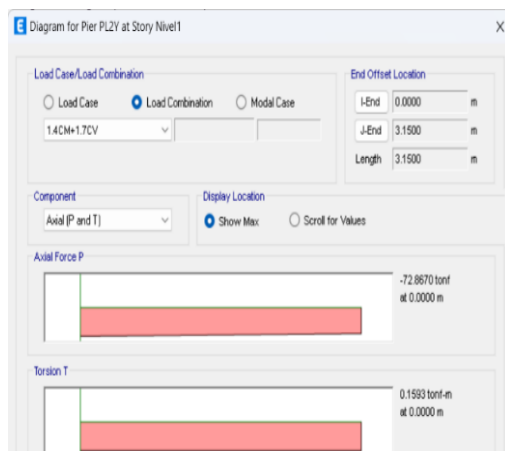 E Diagram for Pier PL2Y at Story Nivel1 X
Load Case/Load Combination
Load Case Load Combination Modal Case
1.4CM+1.7CV
End Offset Location
I-End 0.0000 m
J-End 3.1500 m
Length 3.1500 m
Component
Axial (P and T)
Display Location
Show Max Scroll for Values
Axial Force P
-72.8670 tonf
at 0.0000 m
Torsion T
0.1593 tonf-m
at 0.0000 m